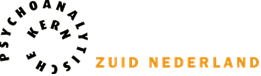 PSYCHOANALYTISCHE
KERN
ZUID NEDERLAND